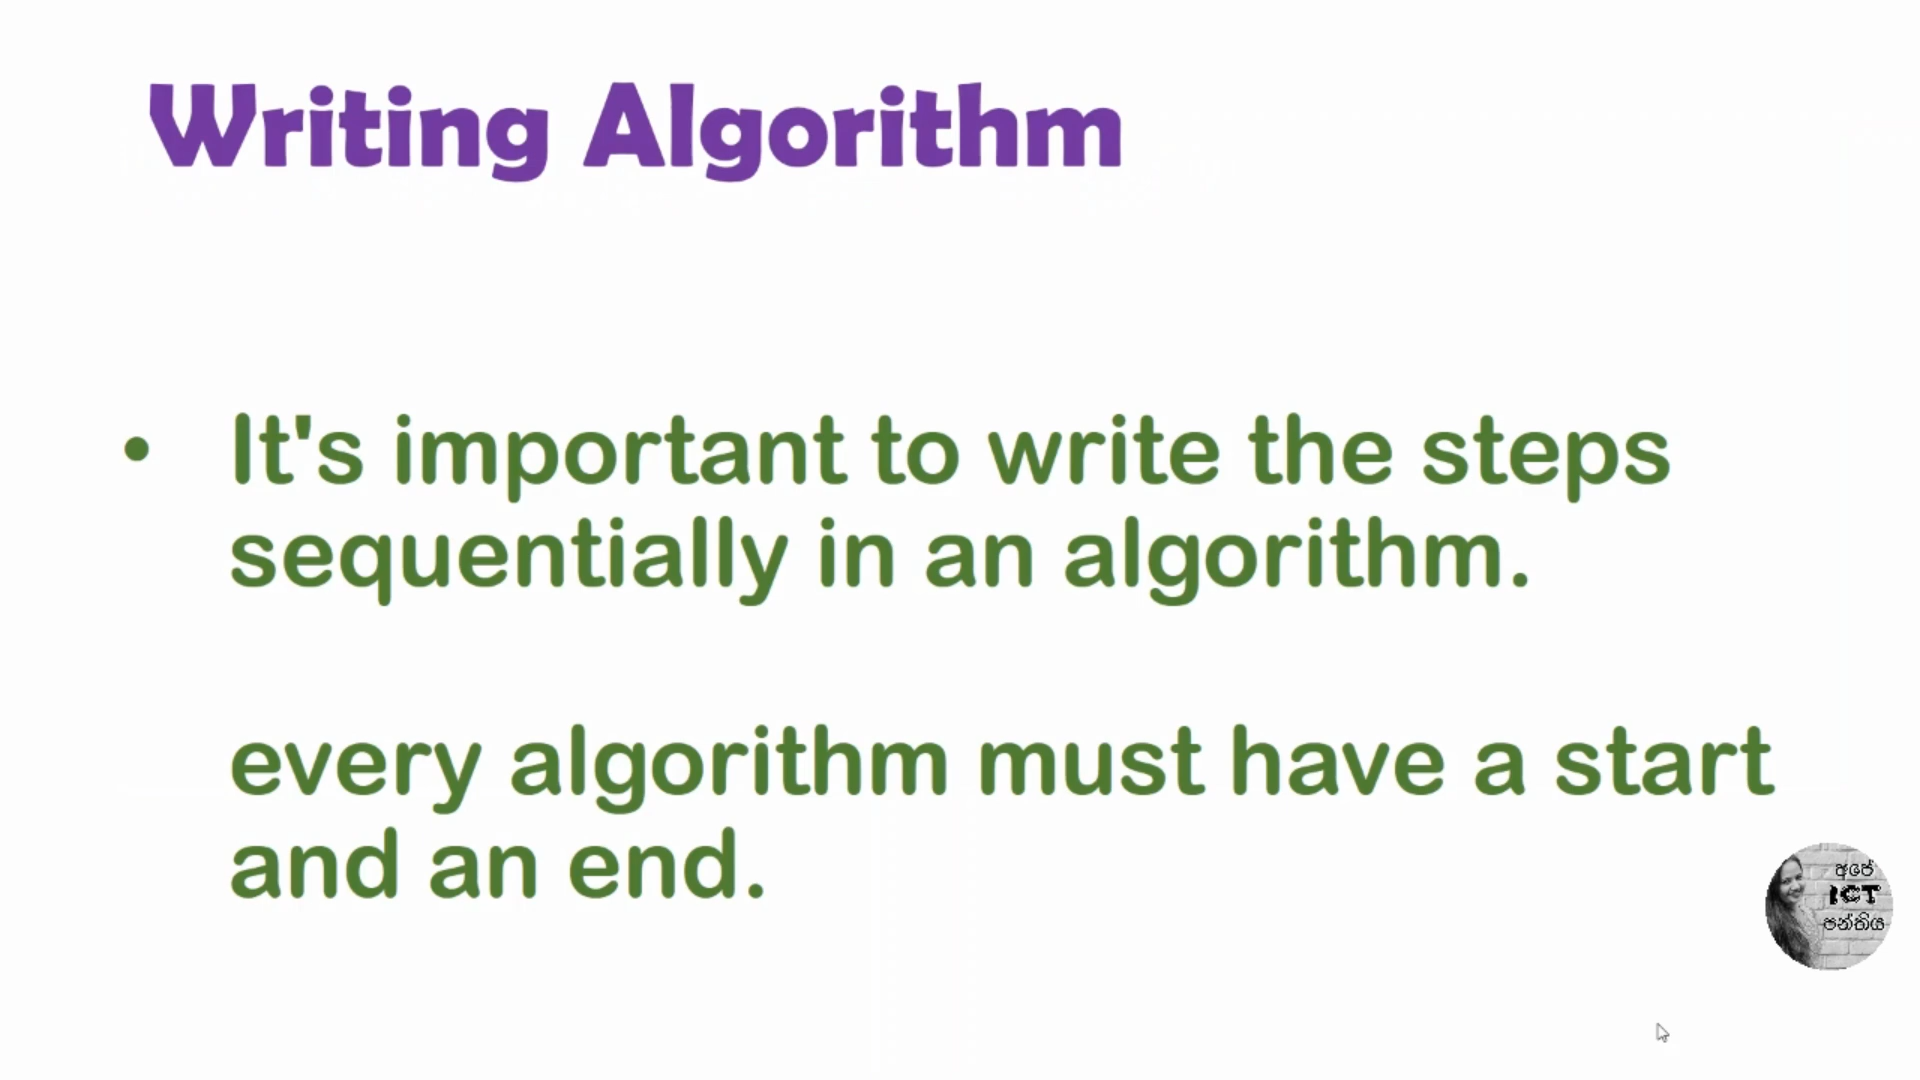 Writing Algorithm
• It's important to write the steps
sequentially in an algorithm.
every algorithm must have a start
and an end.
අපේ
ICT
පන්තිය